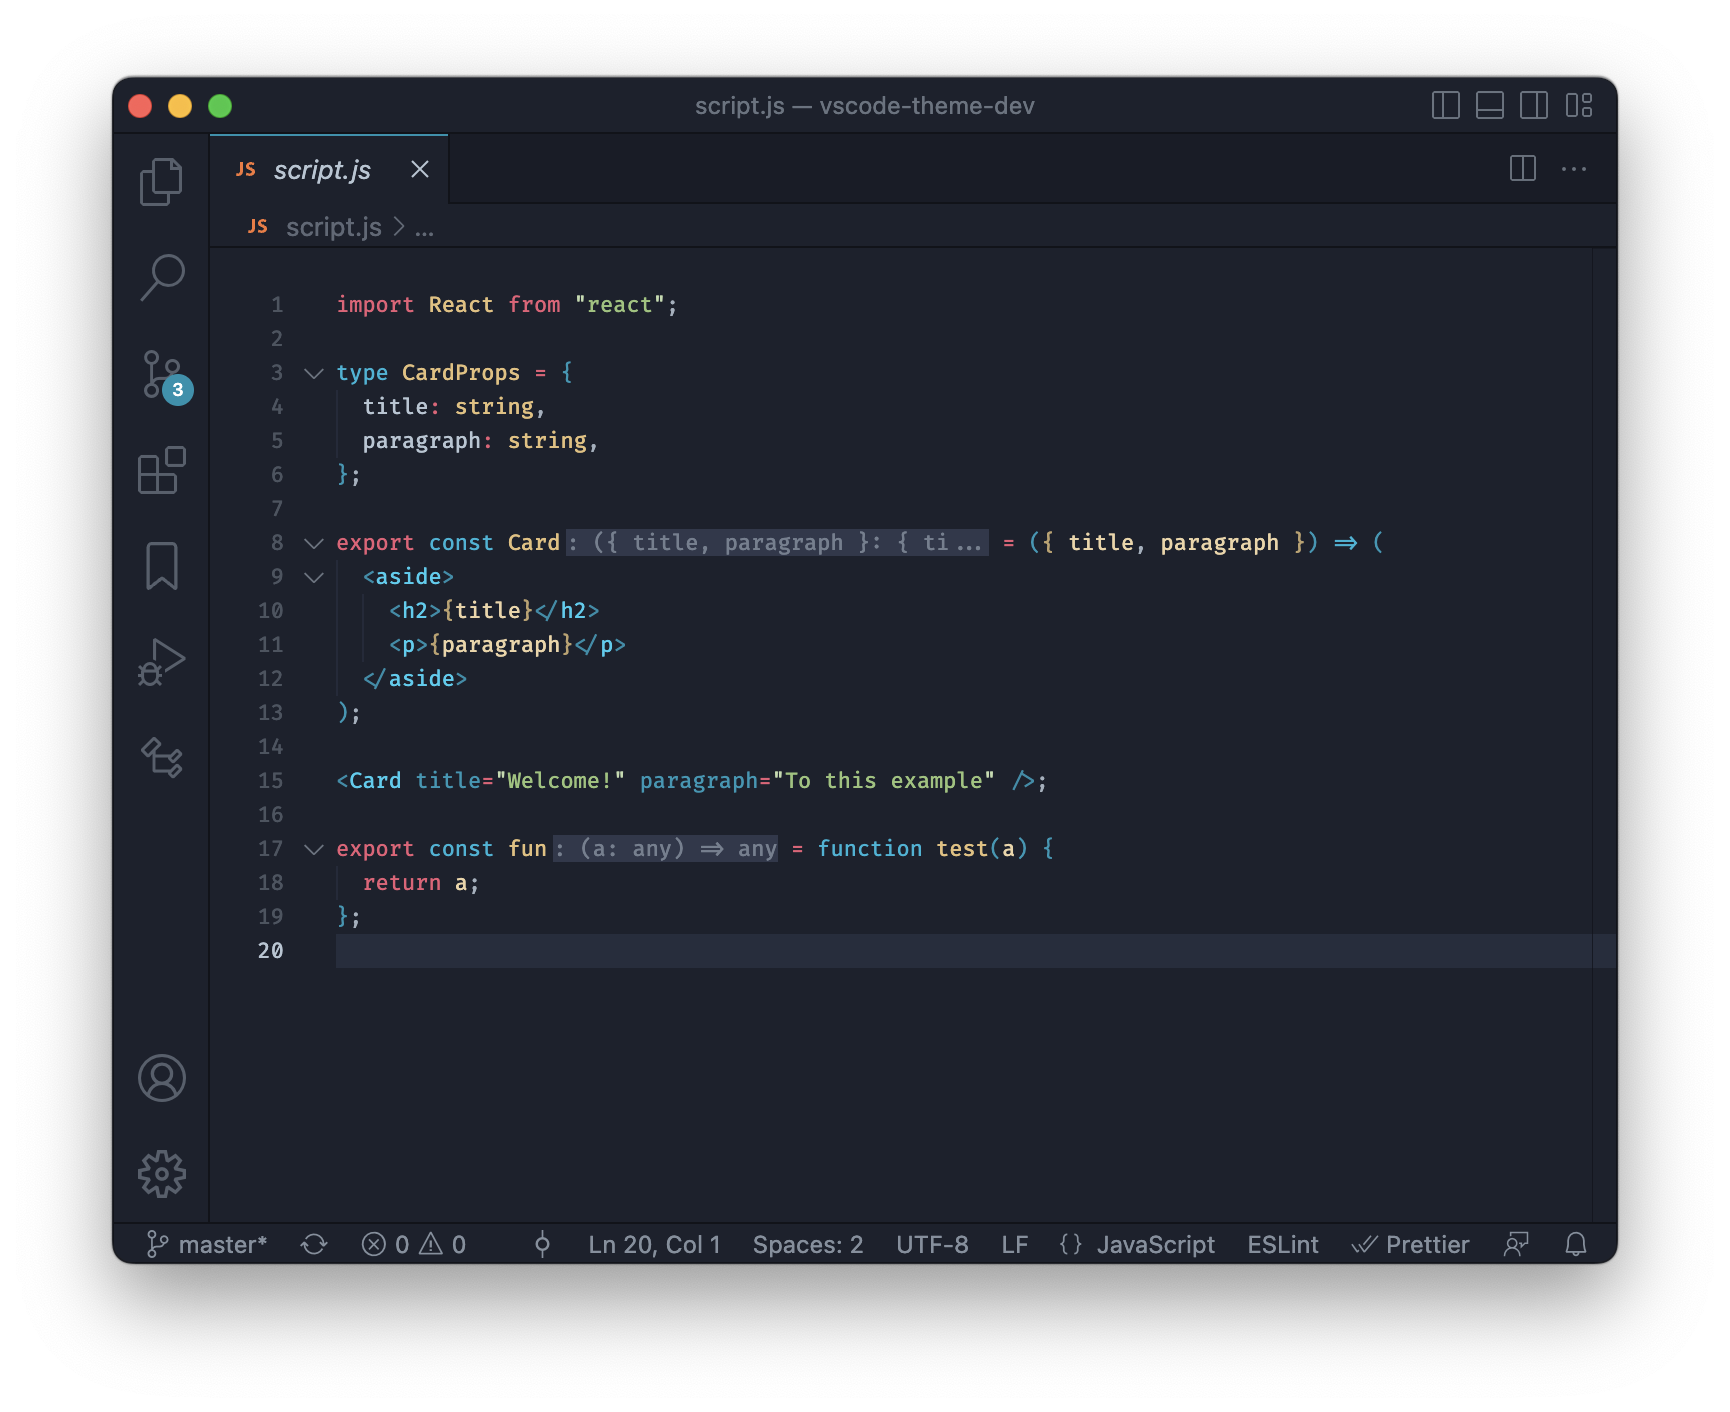 script.js — vscode-theme-dev
JS script.js
JS script.js > ...
1 import React from "react";
2
3 type CardProps = {
4   title: string,
5   paragraph: string,
6 };
7
8 export const Card: ({ title, paragraph }: { ti... = ({ title, paragraph }) => (
9   <aside>
10     <h2>{title}</h2>
11     <p>{paragraph}</p>
12   </aside>
13 );
14
15 <Card title="Welcome!" paragraph="To this example" />;
16
17 export const fun: (a: any) => any = function test(a) {
18   return a;
19 };
20
3
master* 0 0 Ln 20, Col 1 Spaces: 2 UTF-8 LF {} JavaScript ESLint Prettier